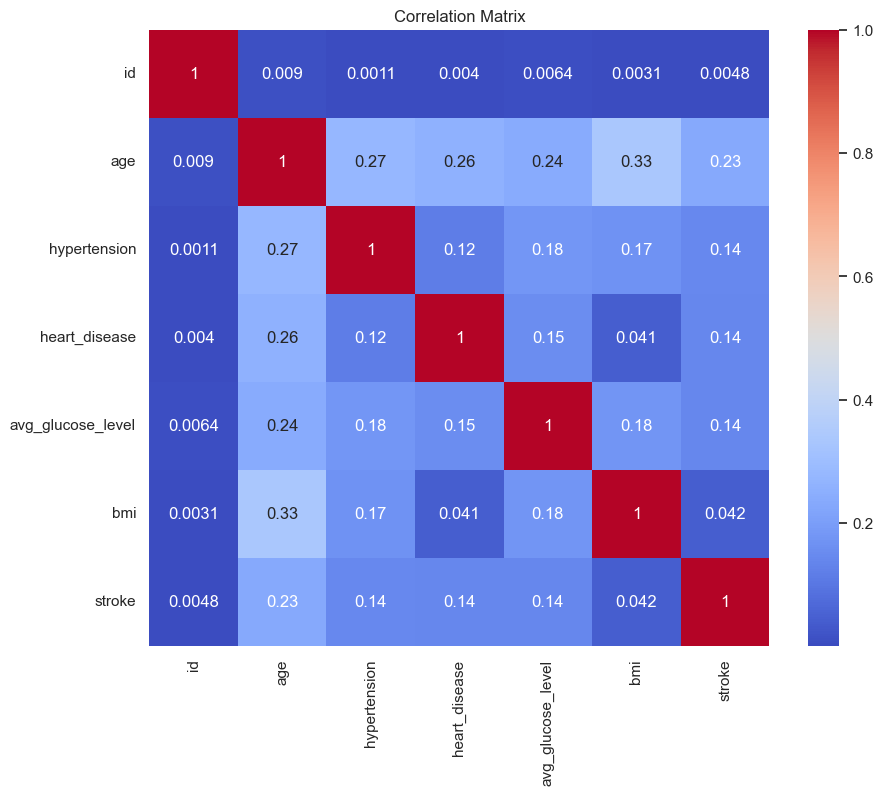 Correlation Matrix
id 1 0.009 0.0011 0.004 0.0064 0.0031 0.0048
age 0.009 1 0.27 0.26 0.24 0.33 0.23
hypertension 0.0011 0.27 1 0.12 0.18 0.17 0.14
heart_disease 0.004 0.26 0.12 1 0.15 0.041 0.14
avg_glucose_level 0.0064 0.24 0.18 0.15 1 0.18 0.14
bmi 0.0031 0.33 0.17 0.041 0.18 1 0.042
stroke 0.0048 0.23 0.14 0.14 0.14 0.042 1
id
age
hypertension
heart_disease
avg_glucose_level
bmi
stroke
1.0
0.8
0.6
0.4
0.2